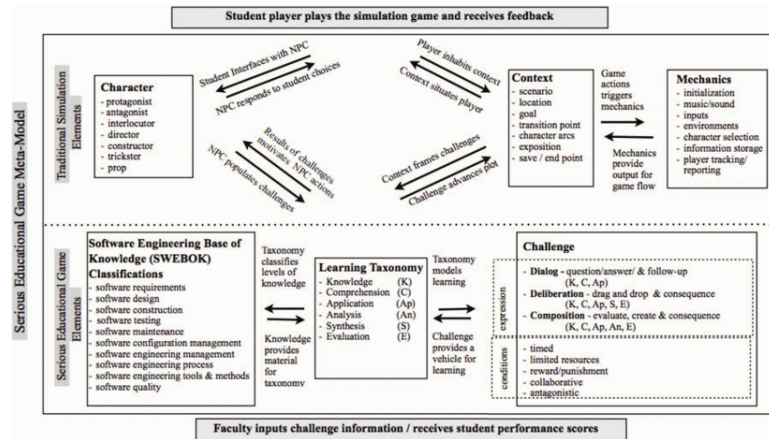 Student player plays the simulation game and receives feedback
Serious Educational Game Meta-Model
Traditional Simulation
Elements
Character
- protagonist
- antagonist
- interlocutor
- director
- constructor
- trickster
- prop
Student Interfaces with NPC
NPC responds to student choices
Player inhabits context
Context situates player
Context
- scenario
- location
- goal
- transition point
- character arcs
- exposition
- save / end point
Game
actions
triggers
mechanics
Mechanics
provide
output for
game flow
Mechanics
- initialization
- music/sound
- inputs
- environments
- character selection
- information storage
- player tracking/
reporting
Results of challenges
motivates NPC actions
NPC populates challenges
Context frames challenges
Challenge advances plot
Serious Educational Game
Elements
Software Engineering Base of
Knowledge (SWEBOK)
Classifications
- software requirements
- software design
- software construction
- software testing
- software maintenance
- software configuration management
- software engineering management
- software engineering process
- software engineering tools & methods
- software quality
Taxonomy
classifies
levels of
knowledge
Knowledge
provides
material
for
taxonomy
Learning Taxonomy
- Knowledge (K)
- Comprehension (C)
- Application (Ap)
- Analysis (An)
- Synthesis (S)
- Evaluation (E)
Taxonomy
models
learning
Challenge
provides a
vehicle for
learning
Challenge
expression
- Dialog - question/answer/ & follow-up
(K, C, Ap)
- Deliberation - drag and drop & consequence
(K, C, Ap, S, E)
- Composition - evaluate, create & consequence
(K, C, Ap, An, E)
conditions
- timed
- limited resources
- reward/punishment
- collaborative
- antagonistic
Faculty inputs challenge information / receives student performance scores